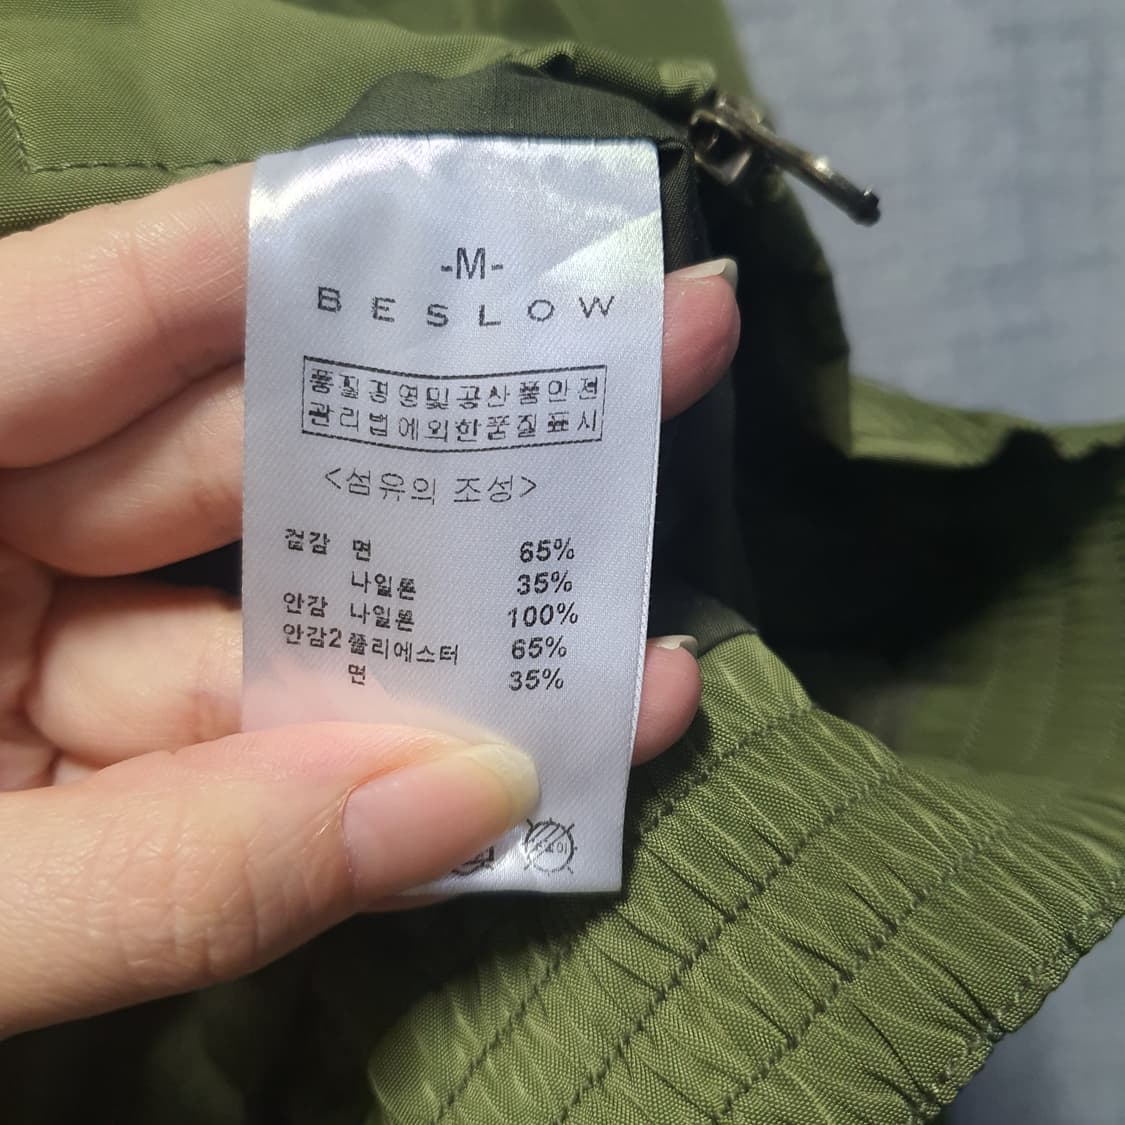 -M-
BESLOW
품질경영및공산품안전
관리법에의한품질표시
<섬유의 조성>
겉감 면 65%
나일론 35%
안감 나일론 100%
안감2 폴리에스터 65%
면 35%